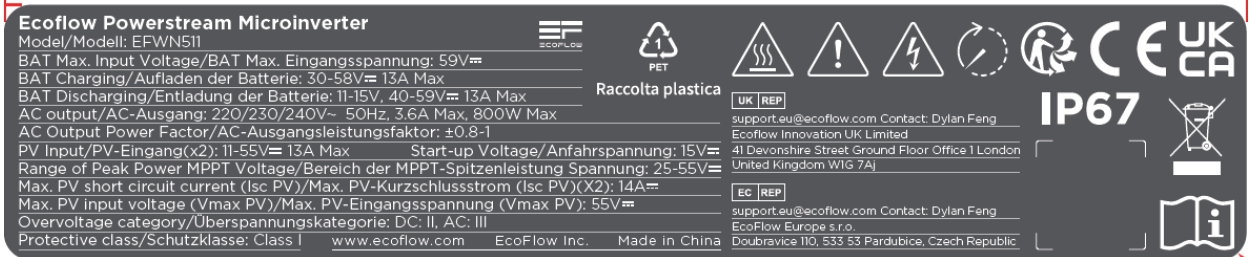 Ecoflow Powerstream Microinverter
Model/Modell: EFWN511
BAT Max. Input Voltage/BAT Max. Eingangsspannung: 59V⎓
BAT Charging/Aufladen der Batterie: 30-58V⎓ 13A Max
BAT Discharging/Entladung der Batterie: 11-15V, 40-59V⎓ 13A Max
AC output/AC-Ausgang: 220/230/240V~ 50Hz, 3.6A Max, 800W Max
AC Output Power Factor/AC-Ausgangsleistungsfaktor: ±0.8-1
PV Input/PV-Eingang(x2): 11-55V⎓ 13A Max Start-up Voltage/Anfahrspannung: 15V⎓
Range of Peak Power MPPT Voltage/Bereich der MPPT-Spitzenleistung Spannung: 25-55V⎓
Max. PV short circuit current (Isc PV)/Max. PV-Kurzschlussstrom (Isc PV)(X2): 14A⎓
Max. PV input voltage (Vmax PV)/Max. PV-Eingangsspannung (Vmax PV): 55V⎓
Overvoltage category/Überspannungskategorie: DC: II, AC: III
Protective class/Schutzklasse: Class I www.ecoflow.com EcoFlow Inc. Made in China
EF
ECOFLOW
1
PET
Raccolta plastica
CE
UK
CA
IP67
UK REP
support.eu@ecoflow.com Contact: Dylan Feng
Ecoflow Innovation UK Limited
41 Devonshire Street Ground Floor Office 1 London
United Kingdom W1G 7Aj
EC REP
support.eu@ecoflow.com Contact: Dylan Feng
EcoFlow Europe s.r.o.
Doubravice 110, 533 53 Pardubice, Czech Republic